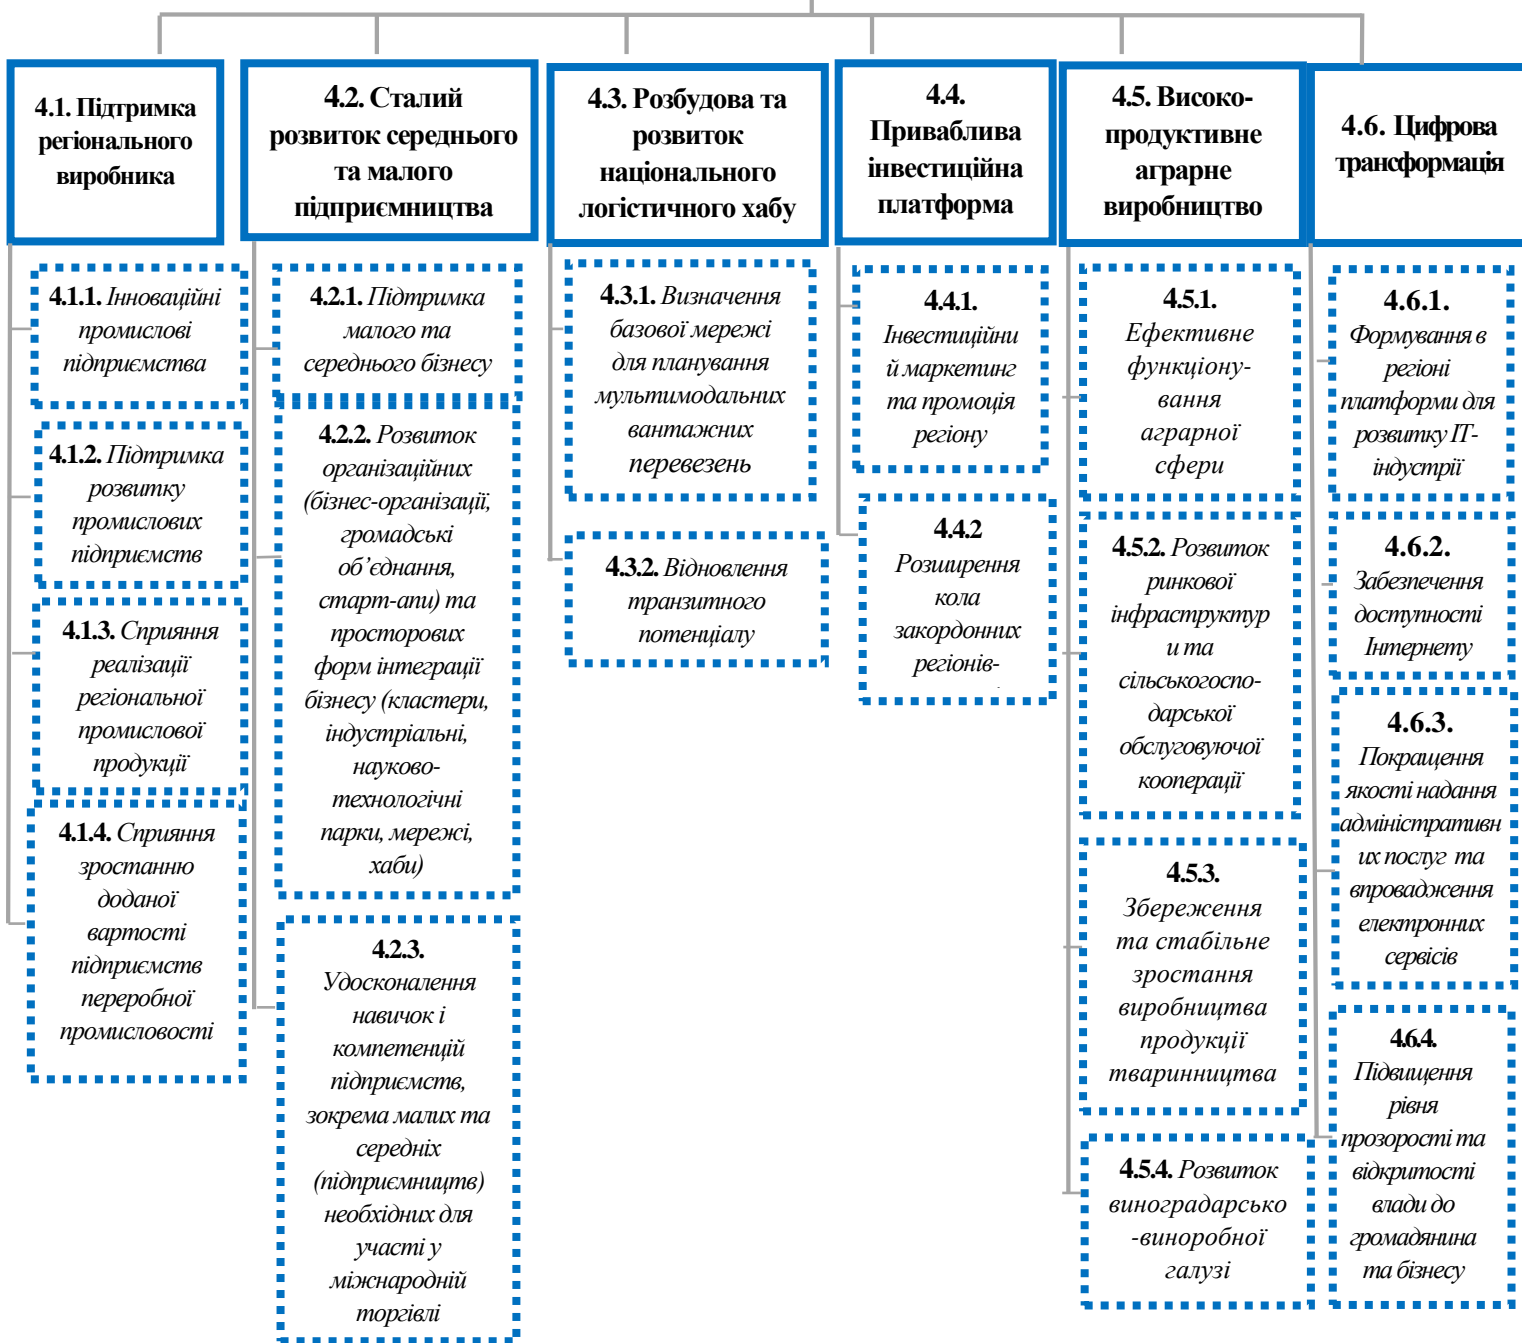 4.1. Підтримка
регіонального
виробника
4.1.1. Інноваційні
промислові
підприємства
4.1.2. Підтримка
розвитку
промислових
підприємств
4.1.3. Сприяння
реалізації
регіональної
промислової
продукції
4.1.4. Сприяння
зростанню
доданої
вартості
підприємств
переробної
промисловості
4.2. Сталий
розвиток середнього
та малого
підприємництва
4.2.1. Підтримка
малого та
середнього бізнесу
4.2.2. Розвиток
організаційних
(бізнес-організації,
громадські
об’єднання,
старт-апи) та
просторових
форм інтеграції
бізнесу (кластери,
індустріальні,
науково-
технологічні
парки, мережі,
хаби)
4.2.3.
Удосконалення
навичок і
компетенцій
підприємств,
зокрема малих та
середніх
(підприємництв)
необхідних для
участі у
міжнародній
торгівлі
4.3. Розбудова та
розвиток
національного
логістичного хабу
4.3.1. Визначення
базової мережі
для планування
мультимодальних
вантажних
перевезень
4.3.2. Відновлення
транзитного
потенціалу
4.4.
Приваблива
інвестиційна
платформа
4.4.1.
Інвестиційни
й маркетинг
та промоція
регіону
4.4.2
Розширення
кола
закордонних
регіонів-
4.5. Високо-
продуктивне
аграрне
виробництво
4.5.1.
Ефективне
функціону-
вання
аграрної
сфери
4.5.2. Розвиток
ринкової
інфраструктур
и та
сільськогоспо-
дарської
обслуговуючої
кооперації
4.5.3.
Збереження
та стабільне
зростання
виробництва
продукції
тваринництва
4.5.4. Розвиток
виноградарсько
-виноробної
галузі
4.6. Цифрова
трансформація
4.6.1.
Формування в
регіоні
платформи для
розвитку ІТ-
індустрії
4.6.2.
Забезпечення
доступності
Інтернету
4.6.3.
Покращення
якості надання
адміністративн
их послуг та
впровадження
електронних
сервісів
4.6.4.
Підвищення
рівня
прозорості та
відкритості
влади до
громадянина
та бізнесу